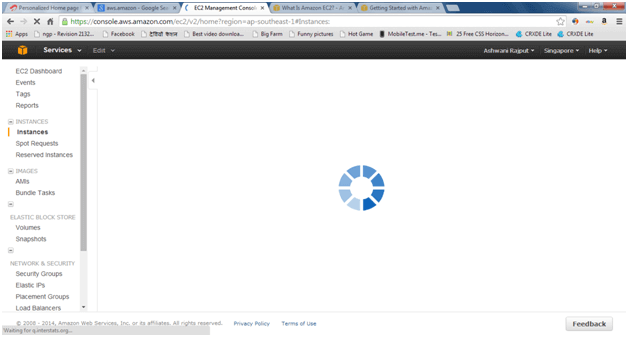 Personalized Home page
aws.amazon - Google Sea
EC2 Management Consol
What Is Amazon EC2? - A
Getting Started with Ama
https://console.aws.amazon.com/ec2/v2/home?region=ap-southeast-1#Instances:
Apps
ngp - Revision 2132...
Facebook
Best video downloa...
Big Farm
Funny pictures
Hot Game
MobileTest.me - Tes...
25 Free CSS Horizon...
CRXDE Lite
CRXDE Lite
Services
Edit
Ashwani Rajput
Singapore
Help
EC2 Dashboard
Events
Tags
Reports
INSTANCES
Instances
Spot Requests
Reserved Instances
IMAGES
AMIs
Bundle Tasks
ELASTIC BLOCK STORE
Volumes
Snapshots
NETWORK & SECURITY
Security Groups
Elastic IPs
Placement Groups
Load Balancers
© 2008 - 2014, Amazon Web Services, Inc. or its affiliates. All rights reserved.
Privacy Policy
Terms of Use
Feedback
Waiting for q.interstats.org...